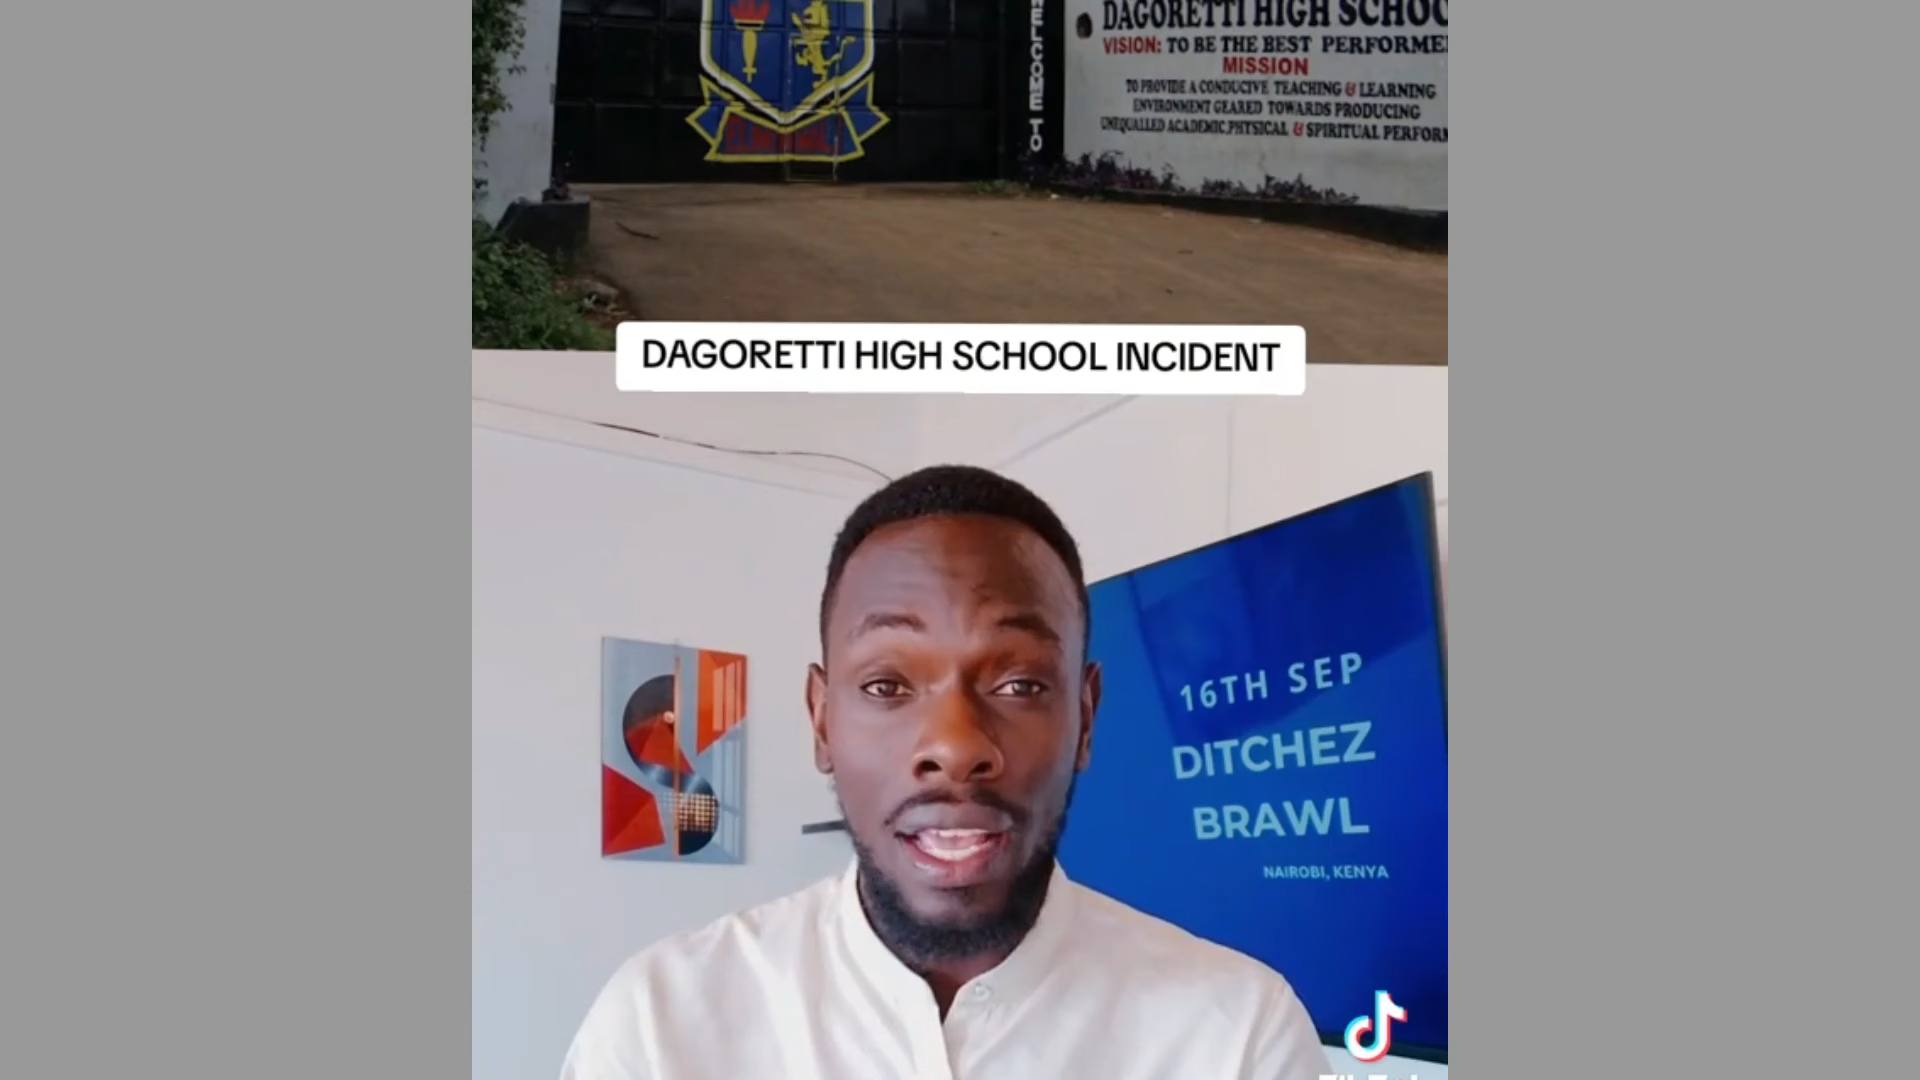 WELCOME TO
DAGORETTI HIGH SCHOO
VISION: TO BE THE BEST PERFORME
MISSION
TO PROVIDE A CONDUCIVE TEACHING & LEARNING
ENVIRONMENT GEARED TOWARDS PRODUCING
UNEQUALLED ACADEMIC,PHYSICAL & SPIRITUAL PERFORM
DAGORETTI HIGH SCHOOL INCIDENT
16TH SEP
DITCHEZ
BRAWL
NAIROBI, KENYA